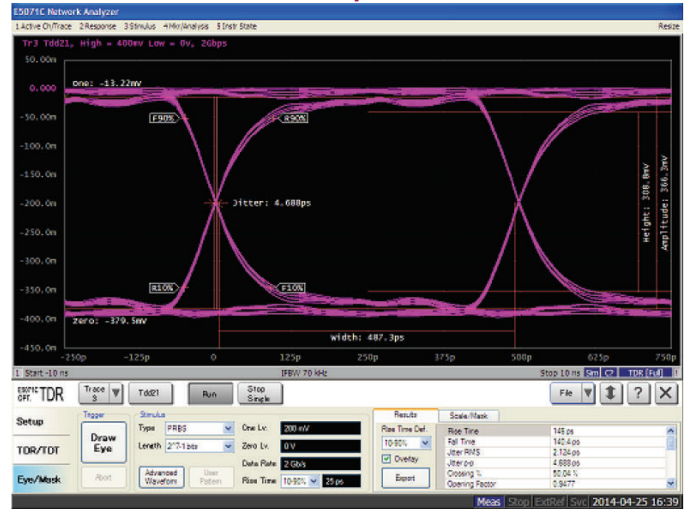 E5071C Network Analyzer
1 Active Ch/Trace 2 Response 3 Stimulus 4 Mkr/Analysis 5 Instr State Resize
Tr3 Tdd21, High = 400mv Low = 0v, 2Gbps
50.00m
One: -13.22mv
0.000
-50.00m
F90% R90%
-100.0m
-150.0m
-200.0m
Jitter: 4.688ps
Height: 308.8mv
Amplitude: 366.3mv
-250.0m
-300.0m
R10% F10%
-350.0m
Zero: -379.5mv
-400.0m
width: 487.3ps
-450.0m
-250p -125p 0 125p 250p 375p 500p 625p 750p
1 Start -10 ns IFBW 70 kHz Stop 10 ns Sim C? TDR [Full] !
E5071C OPT. TDR Trace 3 Tdd21 Run Stop Single File ? X
Setup
TDR/TDT
Eye/Mask
Trigger
Draw Eye
Abort
Stimulus
Type PRBS One Lv. 200 mV
Length 2^7-1 bits Zero Lv. 0 V
Data Rate 2 Gb/s
Advanced Waveform User Pattern Rise Time 10-90% 25 ps
Results Scale/Mask
Rise Time Def.
10-90%
Overlay
Export
Rise Time 145 ps
Fall Time 140.4 ps
Jitter RMS 2.124 ps
Jitter p-p 4.688 ps
Crossing % 50.04 %
Opening Factor 0.9477
Meas Stop ExtRef Svc 2014-04-25 16:39